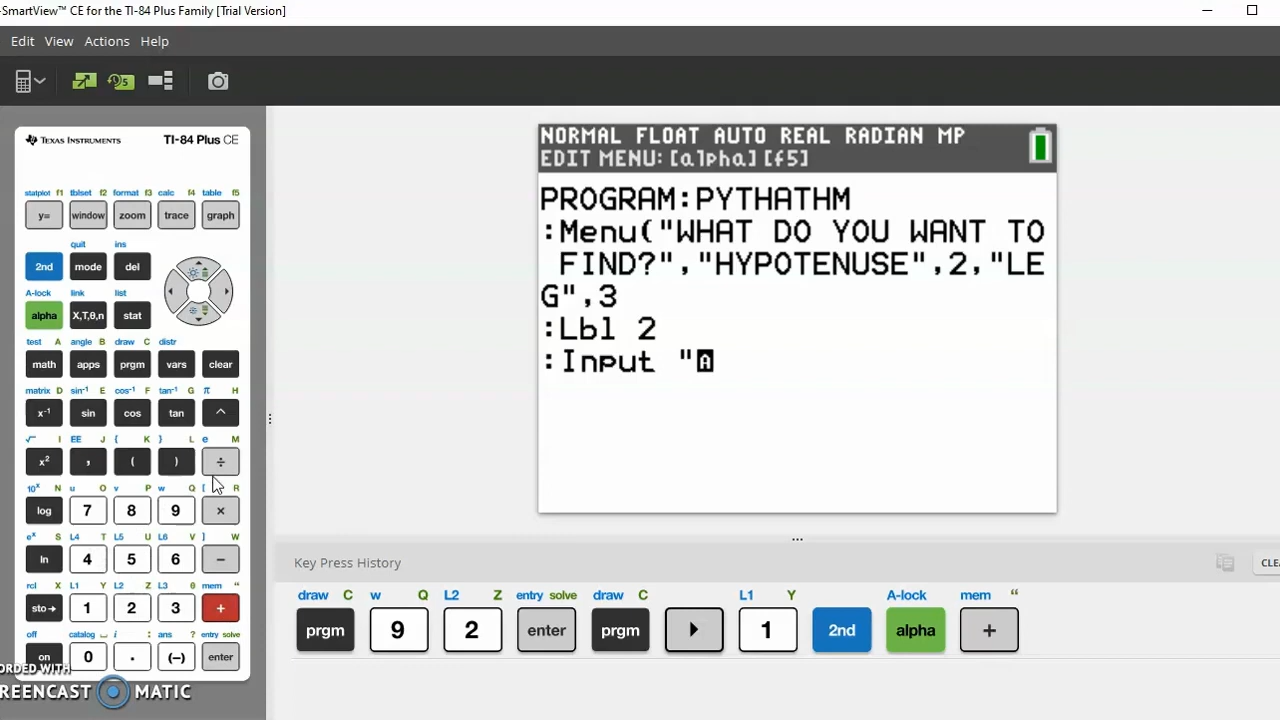 SmartView™ CE for the TI-84 Plus Family [Trial Version]
Edit View Actions Help
TEXAS INSTRUMENTS TI-84 Plus CE
statplot f1 tblset f2 format f3 calc f4 table f5
y= window zoom trace graph
quit ins
2nd mode del
A-lock link list
alpha X,T,θ,n stat
test A angle B draw C distr
math apps prgm vars clear
matrix D sin⁻¹ E cos⁻¹ F tan⁻¹ G π H
x⁻¹ sin cos tan ^
√ I EE J { K } L e M
x² , ( ) ÷
10ˣ N u O v P w Q [ R
log 7 8 9 ×
eˣ S L4 T L5 U L6 V ] W
ln 4 5 6 −
rcl X L1 Y L2 Z L3 θ mem “
sto→ 1 2 3 +
off catalog i : ans ? entry solve
on 0 . (−) enter
NORMAL FLOAT AUTO REAL RADIAN MP
EDIT MENU: [alpha][f5]
PROGRAM:PYTHATHM
:Menu("WHAT DO YOU WANT TO
FIND?","HYPOTENUSE",2,"LE
G",3
:Lbl 2
:Input "A
Key Press History
CLE
draw C w Q L2 Z entry solve draw C L1 Y A-lock mem “
prgm 9 2 enter prgm 1 2nd alpha +
ORDED WITH
REENCAST MATIC